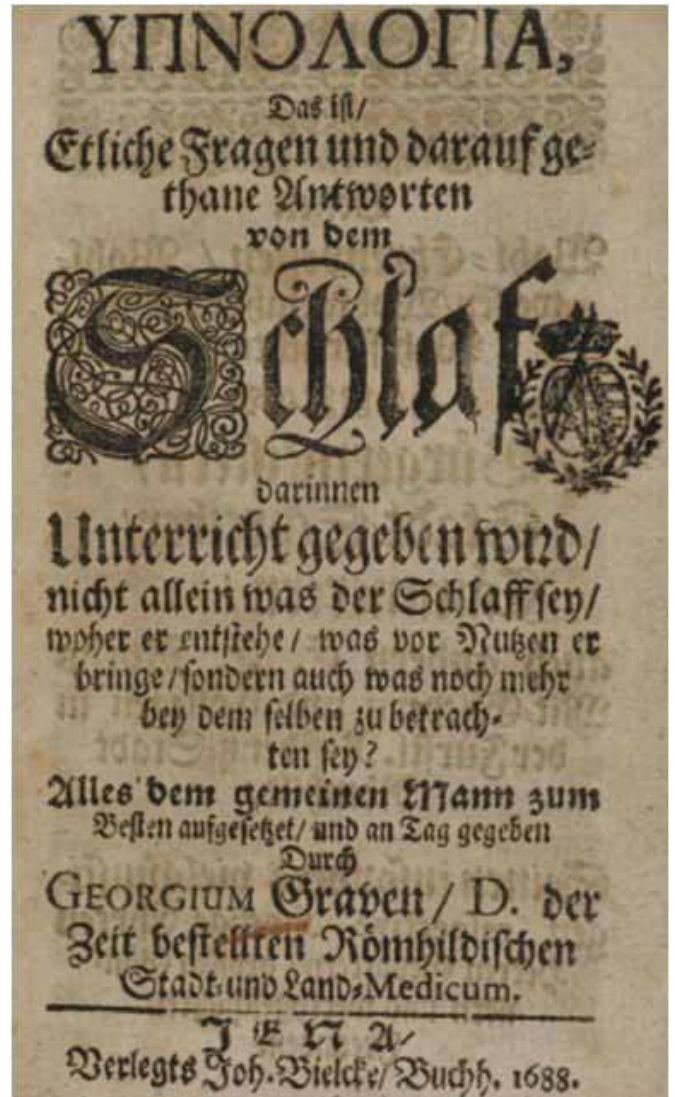 ΥΠΝΟΛΟΓΙΑ,
Das ist/
Etliche Fragen und darauf ge-
thane Antworten
von dem
Schlaf
darinnen
Unterricht gegeben wird/
nicht allein was der Schlaff sey/
woher er entstehe/ was vor Nutzen er
bringe/ sondern auch was noch mehr
bey dem selben zu betrach-
ten sey?
Alles dem gemeinen Mann zum
Besten aufgesetzet/ und an Tag gegeben
Durch
GEORGIUM Graven/ D. der
Zeit bestellten Römhildischen
Stadt- und Land-Medicum.
JENA/
Verlegts Joh. Bielcke/ Buchh. 1688.